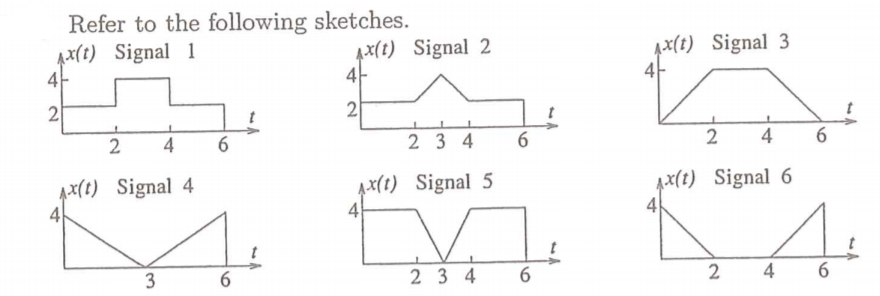 Refer to the following sketches.
x(t) Signal 1
4
2
t
2 4 6
x(t) Signal 2
4
2
t
2 3 4 6
x(t) Signal 3
4
t
2 4 6
x(t) Signal 4
4
t
3 6
x(t) Signal 5
4
t
2 3 4 6
x(t) Signal 6
4
t
2 4 6